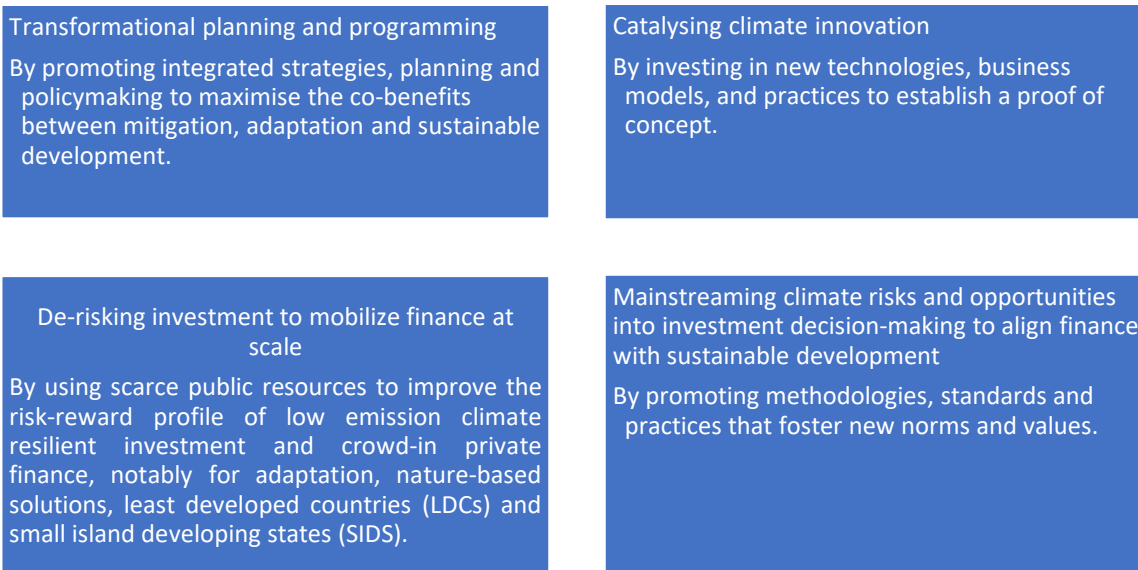 Transformational planning and programming
By promoting integrated strategies, planning and
policymaking to maximise the co-benefits
between mitigation, adaptation and sustainable
development.
Catalysing climate innovation
By investing in new technologies, business
models, and practices to establish a proof of
concept.
De-risking investment to mobilize finance at
scale
By using scarce public resources to improve the
risk-reward profile of low emission climate
resilient investment and crowd-in private
finance, notably for adaptation, nature-based
solutions, least developed countries (LDCs) and
small island developing states (SIDS).
Mainstreaming climate risks and opportunities
into investment decision-making to align finance
with sustainable development
By promoting methodologies, standards and
practices that foster new norms and values.